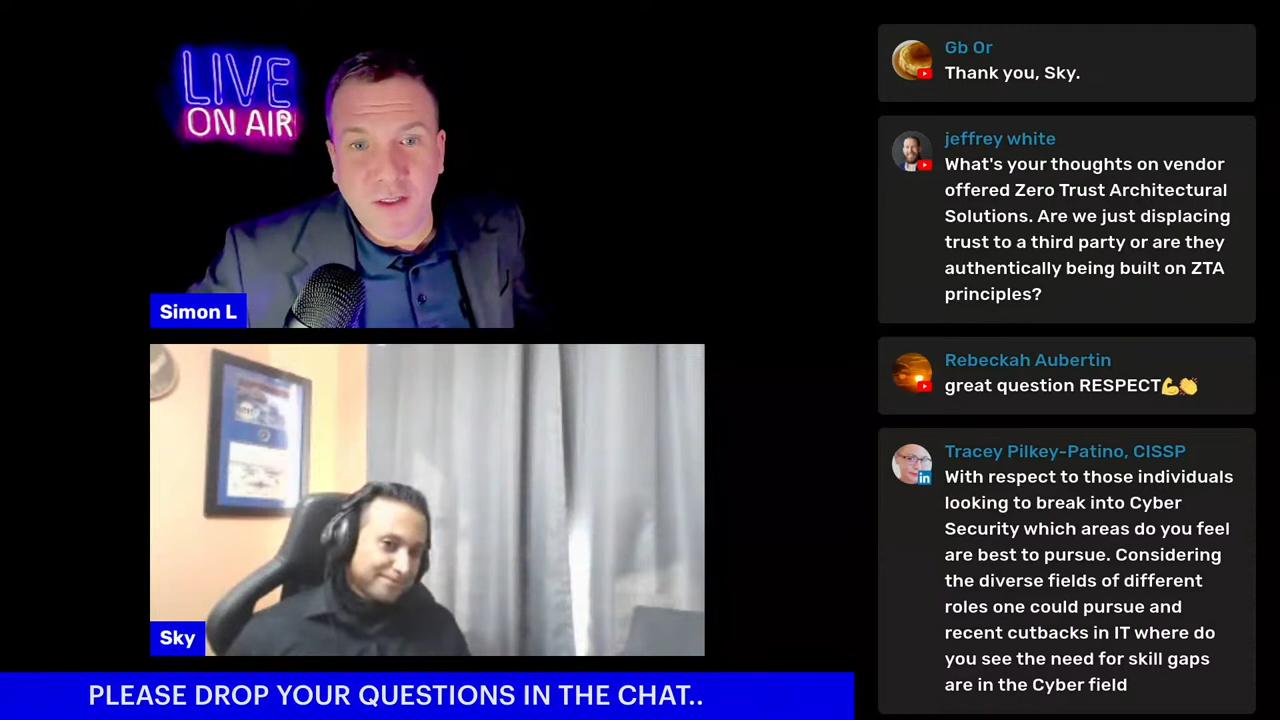 LIVE
ON AIR
Simon L
Sky
PLEASE DROP YOUR QUESTIONS IN THE CHAT..
Gb Or
Thank you, Sky.
jeffrey white
What's your thoughts on vendor
offered Zero Trust Architectural
Solutions. Are we just displacing
trust to a third party or are they
authentically being built on ZTA
principles?
Rebeckah Aubertin
great question RESPECT💪👏
Tracey Pilkey-Patino, CISSP
With respect to those individuals
looking to break into Cyber
Security which areas do you feel
are best to pursue. Considering
the diverse fields of different
roles one could pursue and
recent cutbacks in IT where do
you see the need for skill gaps
are in the Cyber field
in